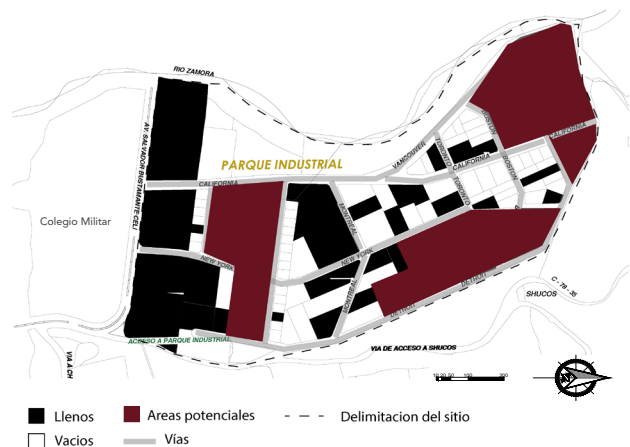 RIO ZAMORA
AV. SALVADOR BUSTAMANTE CELI
PARQUE INDUSTRIAL
VANCOUVER
BOSTON
CALIFORNIA
TORONTO
CALIFORNIA
BOSTON
CALIFORNIA
TORONTO
Colegio Militar
MONTREAL
NEW YORK
NEW YORK
MONTREAL
DETROIT
DETROIT
C - 78 - 35
SHUCOS
ACCESO A PARQUE INDUSTRIAL
VIA DE ACCESO A SHUCOS
VIA A CH
Llenos
Areas potenciales
Delimitacion del sitio
Vacios
Vías